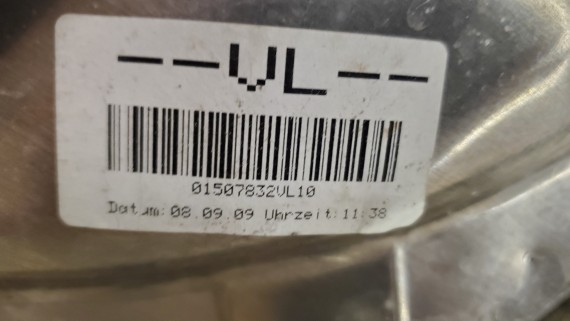 --VL--
01507832VL10
Datum:08.09.09 Uhrzeit:11:38